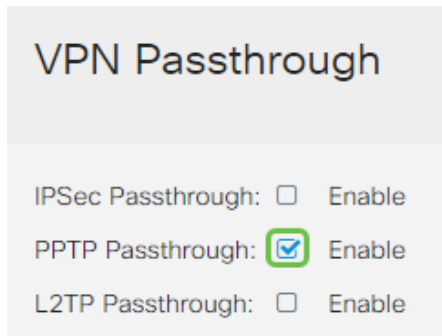 VPN Passthrough
IPSec Passthrough: Enable
PPTP Passthrough: Enable
L2TP Passthrough: Enable